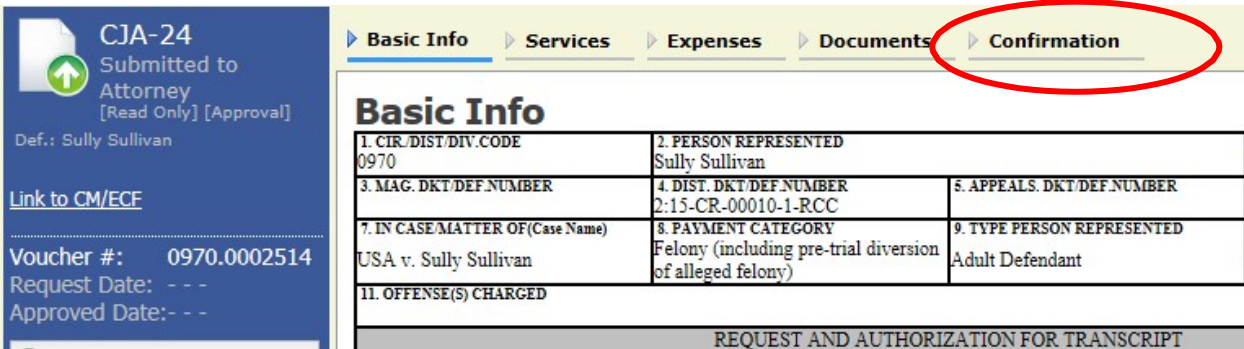 CJA-24
Submitted to
Attorney
[Read Only] [Approval]
Def.: Sully Sullivan
Link to CM/ECF
Voucher #: 0970.0002514
Request Date: - - -
Approved Date:- - -
Basic Info Services Expenses Documents Confirmation
Basic Info
1. CIR./DIST/DIV.CODE
0970
2. PERSON REPRESENTED
Sully Sullivan
3. MAG. DKT/DEF.NUMBER
4. DIST. DKT/DEF.NUMBER
2:15-CR-00010-1-RCC
5. APPEALS. DKT/DEF.NUMBER
7. IN CASE/MATTER OF(Case Name)
USA v. Sully Sullivan
8. PAYMENT CATEGORY
Felony (including pre-trial diversion
of alleged felony)
9. TYPE PERSON REPRESENTED
Adult Defendant
11. OFFENSE(S) CHARGED
REQUEST AND AUTHORIZATION FOR TRANSCRIPT